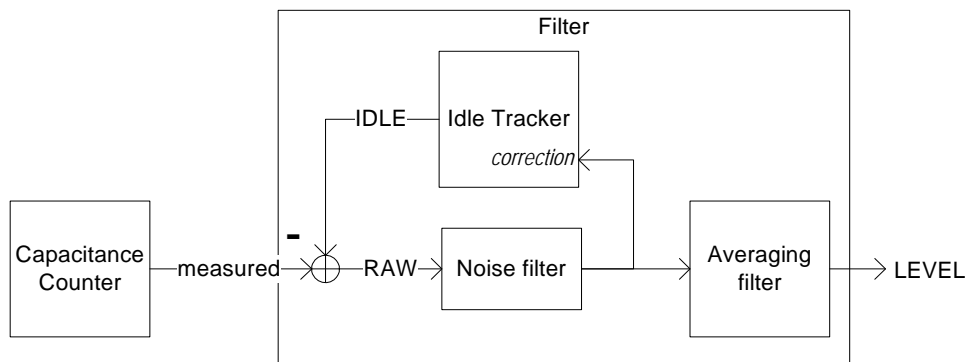 Filter
IDLE
Idle Tracker
correction
-
Capacitance
Counter
measured
RAW
Noise filter
Averaging
filter
LEVEL